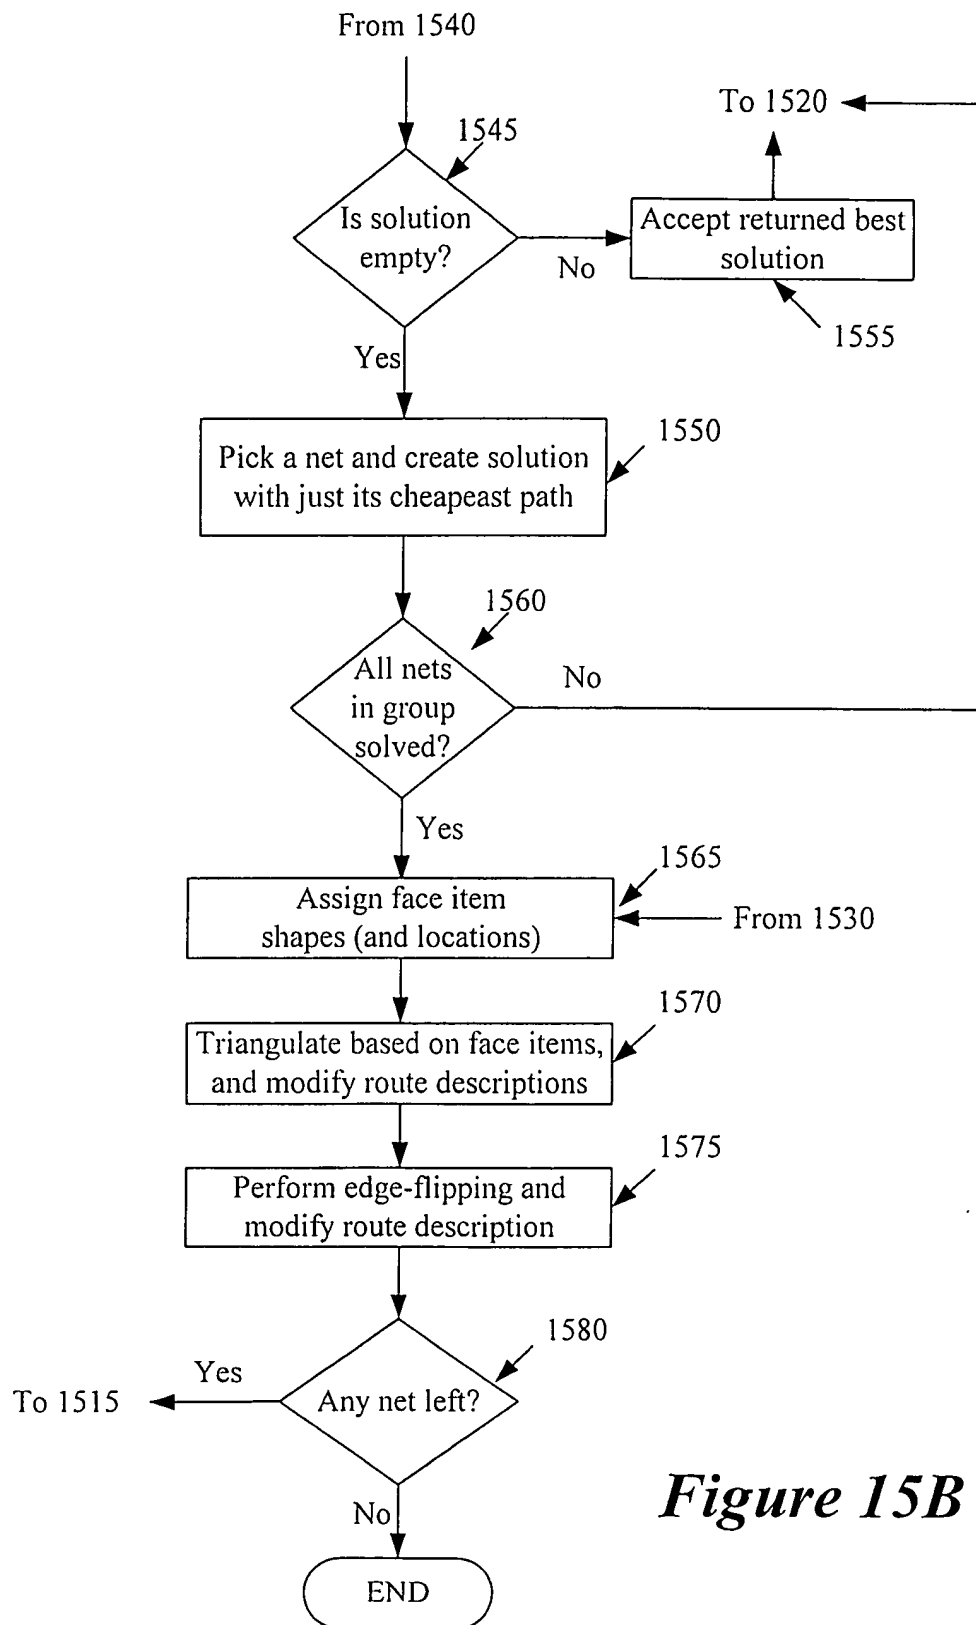 From 1540
To 1520
1545
Is solution
empty?
No
Accept returned best
solution
1555
Yes
1550
Pick a net and create solution
with just its cheapeast path
1560
All nets
in group
solved?
No
Yes
1565
Assign face item
shapes (and locations)
From 1530
1570
Triangulate based on face items,
and modify route descriptions
1575
Perform edge-flipping and
modify route description
1580
Yes
To 1515
Any net left?
No
END
Figure 15B